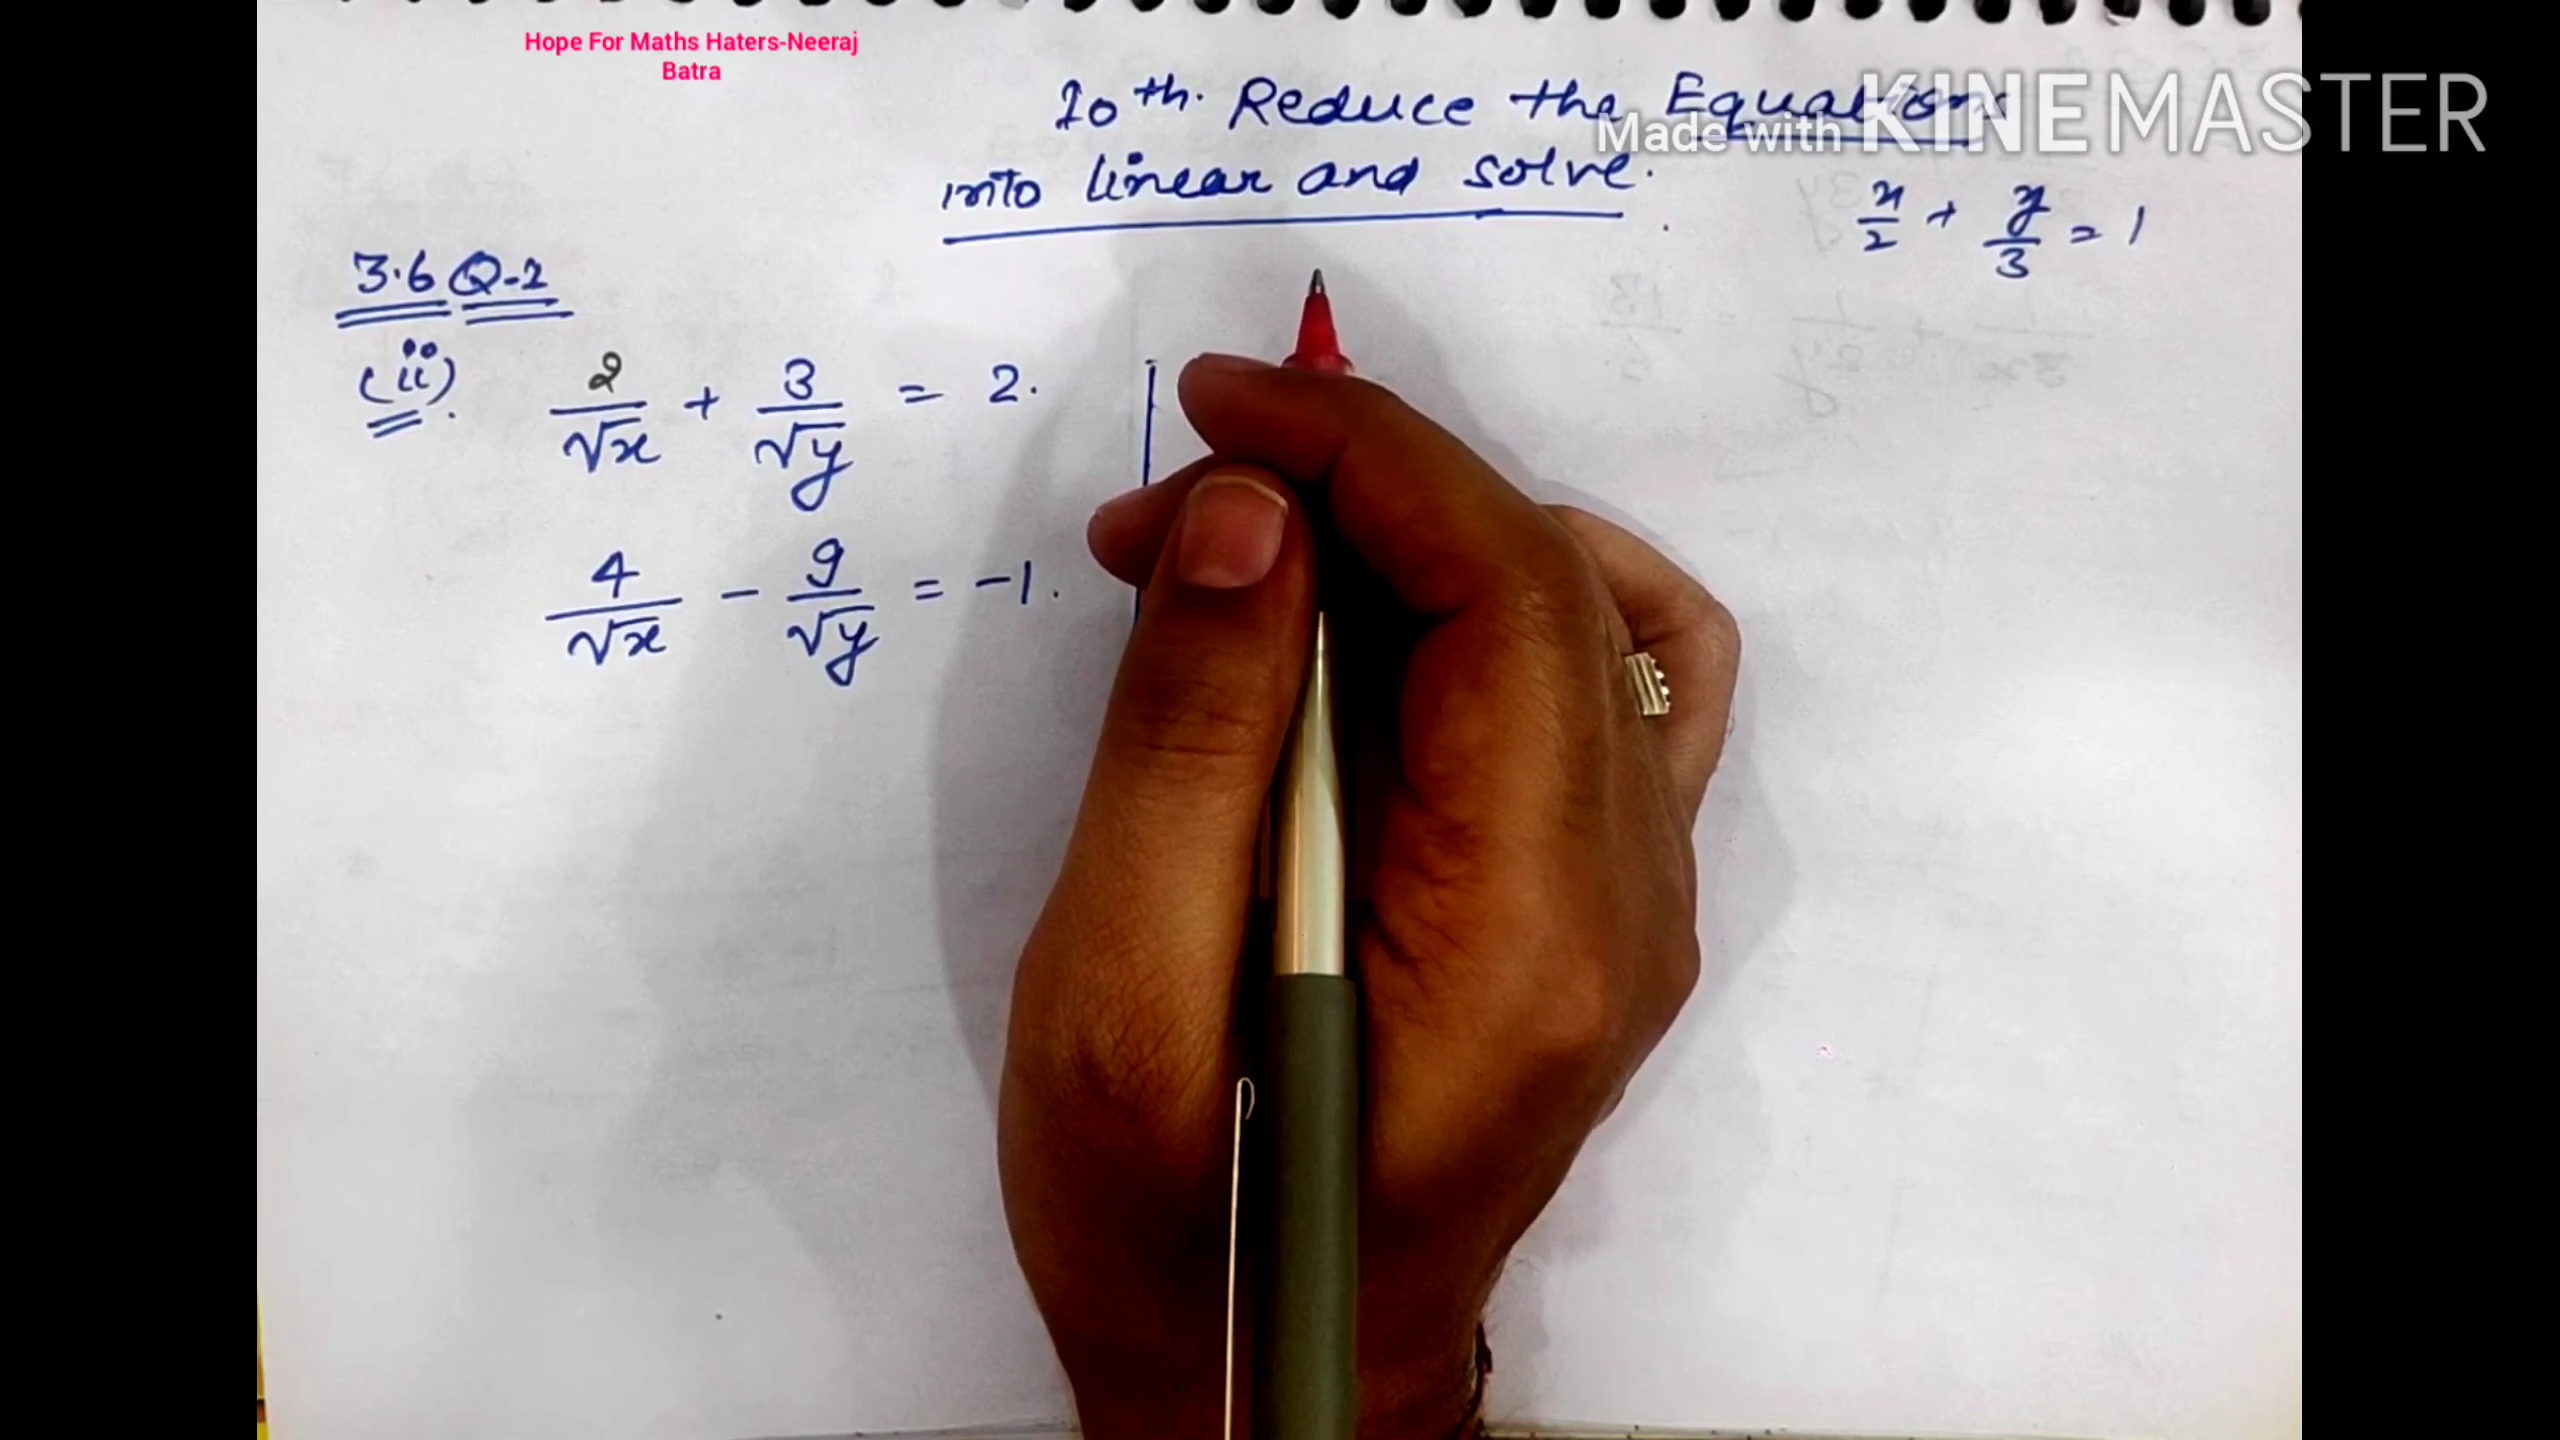 Hope For Maths Haters-Neeraj
Batra
10th. Reduce the Equations
Made with KINEMASTER
into linear and solve.
x/2 + y/3 = 1
3.6 Q-2
(ii). 2/√x + 3/√y = 2.
4/√x - 9/√y = -1.